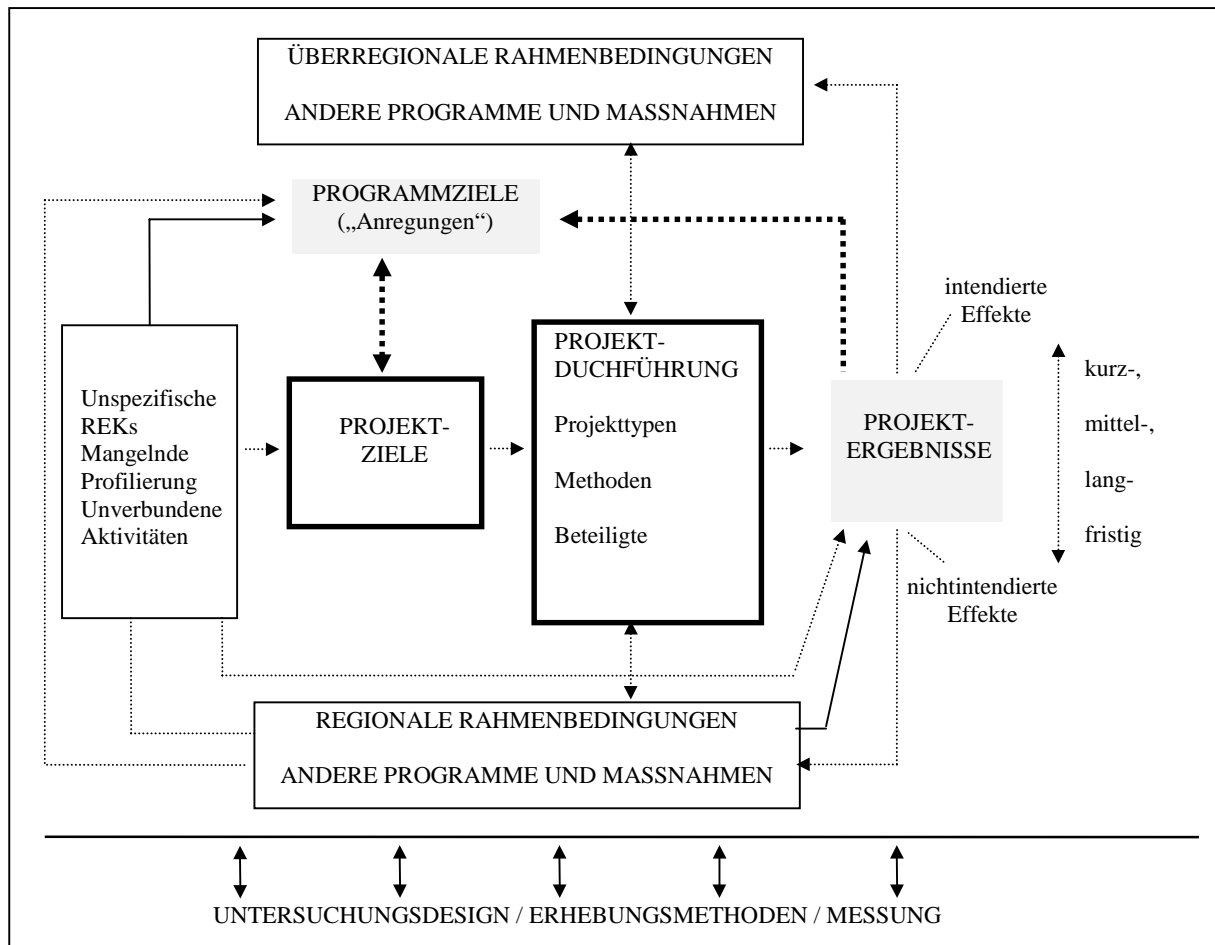 ÜBERREGIONALE RAHMENBEDINGUNGEN
ANDERE PROGRAMME UND MASSNAHMEN
PROGRAMMZIELE
(„Anregungen“)
intendierte
Effekte
Unspezifische
REKs
Mangelnde
Profilierung
Unverbundene
Aktivitäten
PROJEKT-
ZIELE
PROJEKT-
DUCHFÜHRUNG
Projekttypen
Methoden
Beteiligte
PROJEKT-
ERGEBNISSE
kurz-,
mittel-,
lang-
fristig
nichtintendierte
Effekte
REGIONALE RAHMENBEDINGUNGEN
ANDERE PROGRAMME UND MASSNAHMEN
UNTERSUCHUNGSDESIGN / ERHEBUNGSMETHODEN / MESSUNG